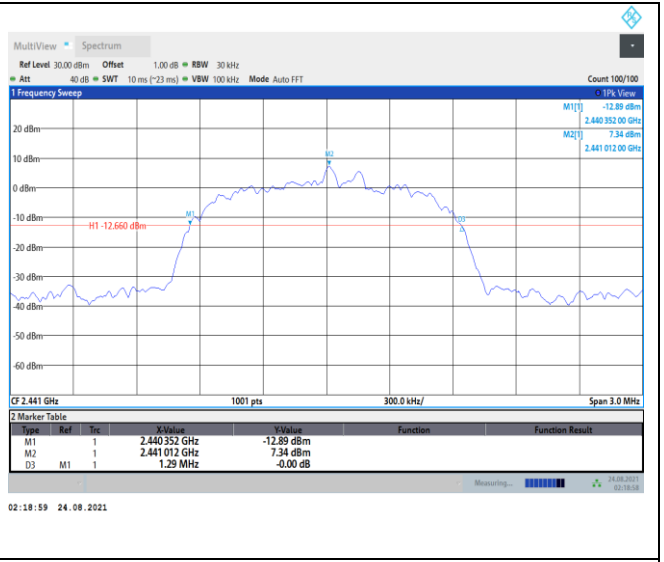 MultiView Spectrum
Ref Level 30.00 dBm Offset 1.00 dB RBW 30 kHz
Att 40 dB SWT 10 ms (~23 ms) VBW 100 kHz Mode Auto FFT Count 100/100
1 Frequency Sweep 1Pk View
M1[1] -12.89 dBm
2.440 352 00 GHz
M2[1] 7.34 dBm
2.441 012 00 GHz
20 dBm
M2
10 dBm
0 dBm
M1
-10 dBm
D3
H1 -12.660 dBm
-20 dBm
-30 dBm
-40 dBm
-50 dBm
-60 dBm
CF 2.441 GHz 1001 pts 300.0 kHz/ Span 3.0 MHz
2 Marker Table
Type Ref Trc X-Value Y-Value Function Function Result
M1 1 2.440 352 GHz -12.89 dBm
M2 1 2.441 012 GHz 7.34 dBm
D3 M1 1 1.29 MHz -0.00 dB
Measuring... 24.08.2021
02:18:58
02:18:59 24.08.2021